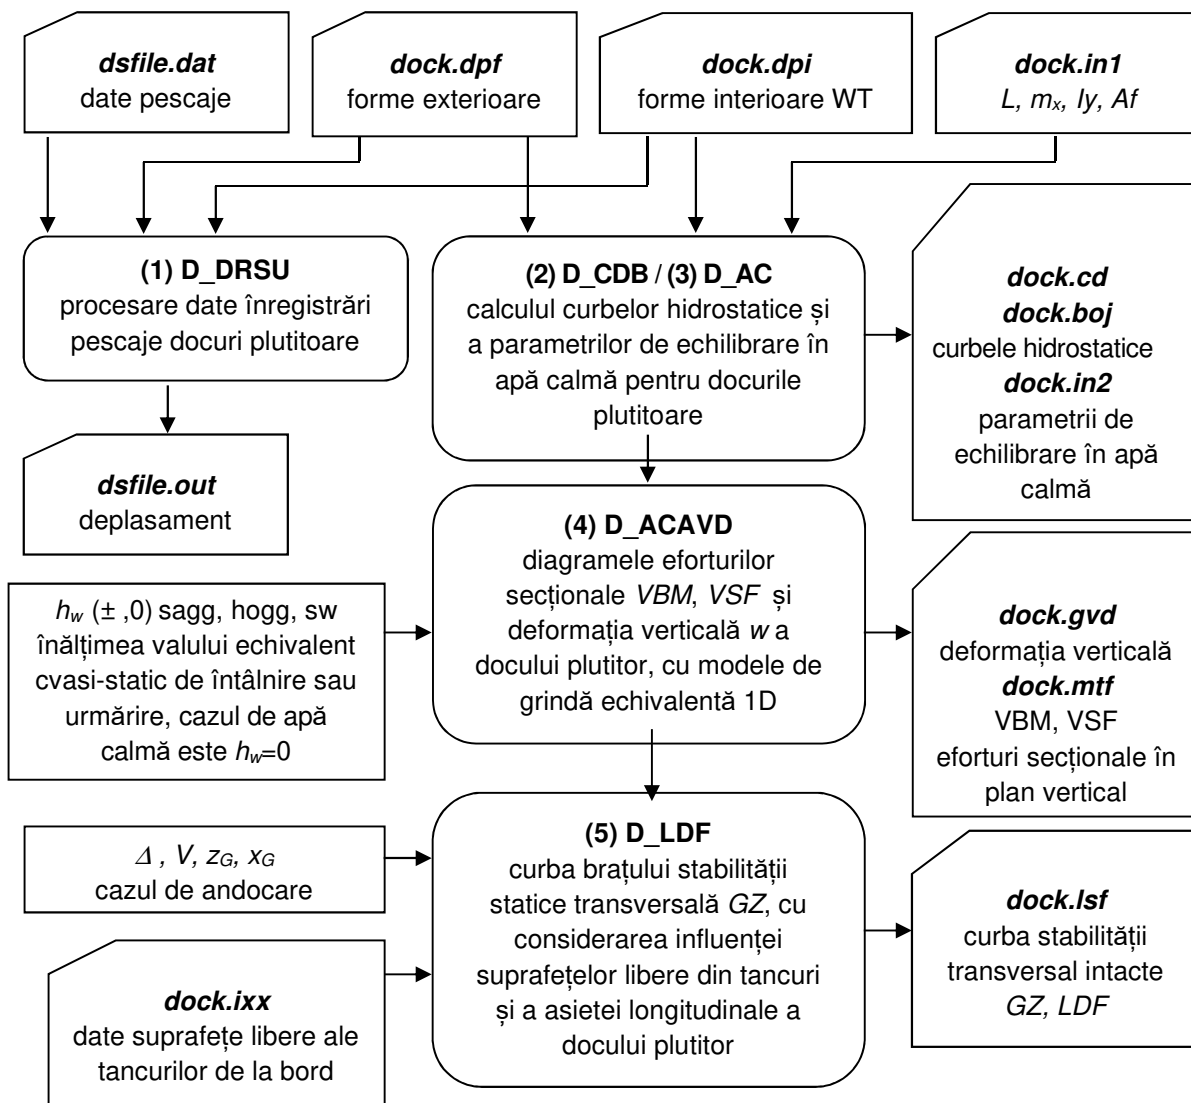 dsfile.dat
date pescaje
dock.dpf
forme exterioare
dock.dpi
forme interioare WT
dock.in1
L, mx, Iy, Af
(1) D_DRSU
procesare date înregistrări
pescaje docuri plutitoare
(2) D_CDB / (3) D_AC
calculul curbelor hidrostatice și
a parametrilor de echilibrare în
apă calmă pentru docurile
plutitoare
dock.cd
dock.boj
curbele hidrostatice
dock.in2
parametrii de
echilibrare în apă
calmă
dsfile.out
deplasament
(4) D_ACAVD
diagramele eforturilor
secționale VBM, VSF și
deformația verticală w a
docului plutitor, cu modele de
grindă echivalentă 1D
hw (± ,0) sagg, hogg, sw
înălțimea valului echivalent
cvasi-static de întâlnire sau
urmărire, cazul de apă
calmă este hw=0
dock.gvd
deformația verticală
dock.mtf
VBM, VSF
eforturi secționale în
plan vertical
Δ , V, zG, xG
cazul de andocare
(5) D_LDF
curba brațului stabilității
statice transversală GZ, cu
considerarea influenței
suprafețelor libere din tancuri
și a asietei longitudinale a
docului plutitor
dock.lsf
curba stabilității
transversal intacte
GZ, LDF
dock.ixx
date suprafețe libere ale
tancurilor de la bord